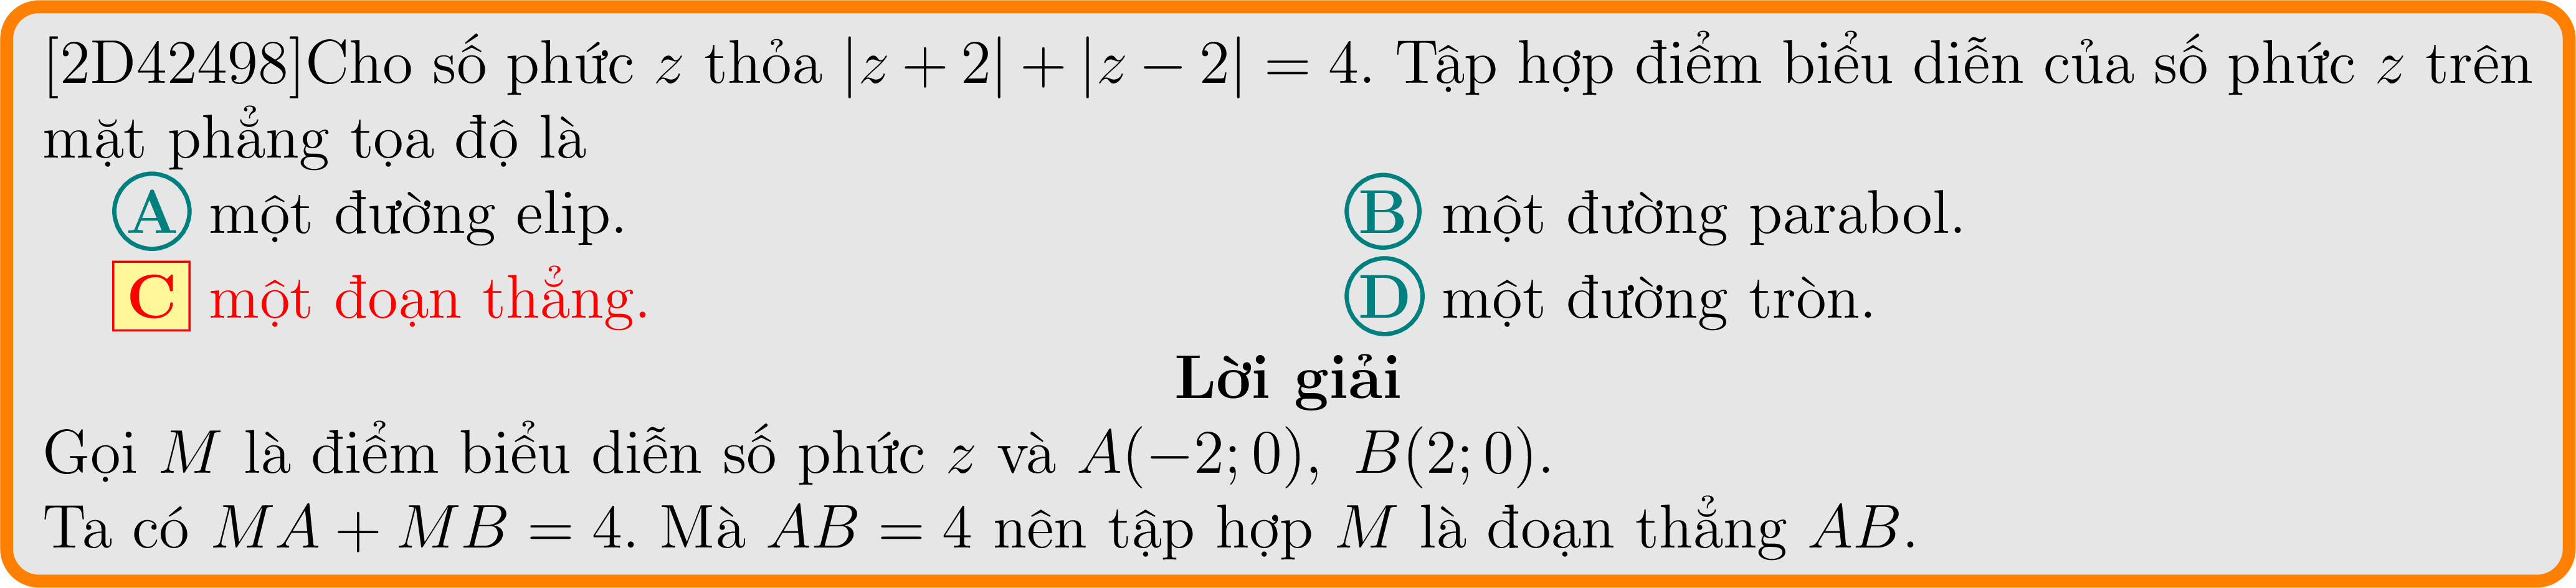 [2D42498]Cho số phức z thỏa |z + 2| + |z − 2| = 4. Tập hợp điểm biểu diễn của số phức z trên
mặt phẳng tọa độ là
A một đường elip. B một đường parabol.
C một đoạn thẳng. D một đường tròn.
Lời giải
Gọi M là điểm biểu diễn số phức z và A(−2; 0), B(2; 0).
Ta có MA + MB = 4. Mà AB = 4 nên tập hợp M là đoạn thẳng AB.